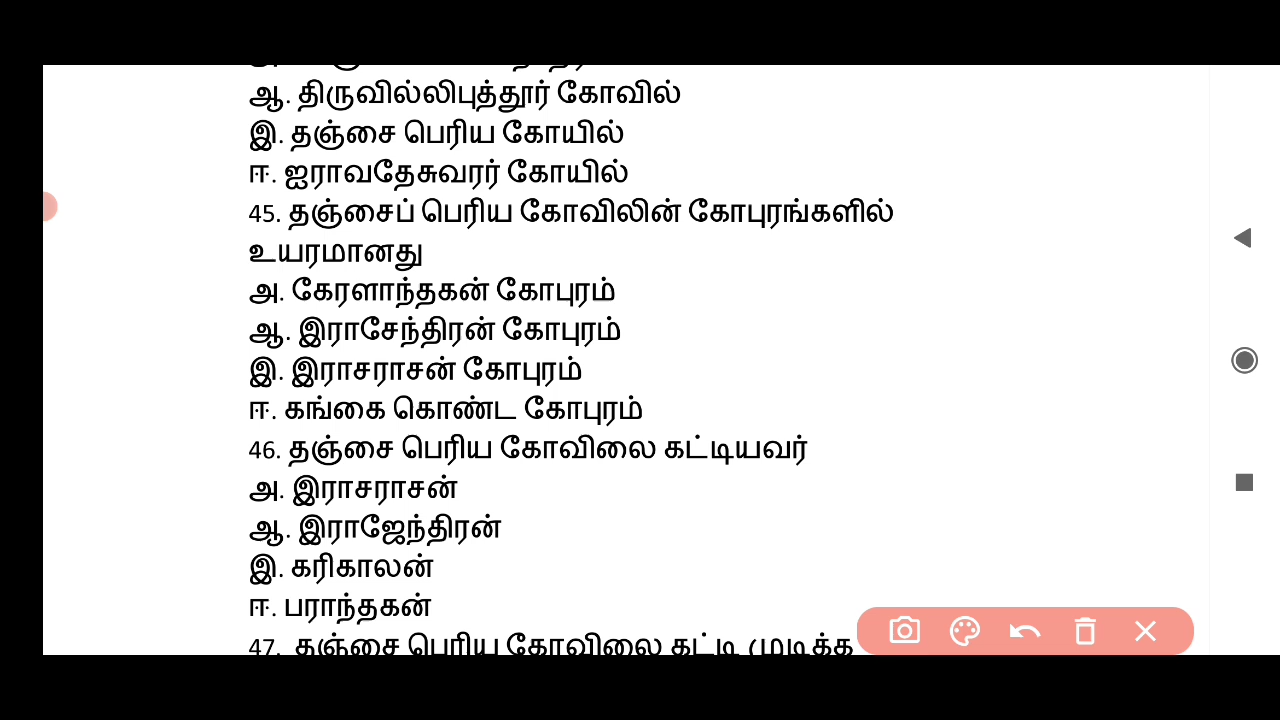 ஆ. திருவில்லிபுத்தூர் கோவில்
இ. தஞ்சை பெரிய கோயில்
ஈ. ஐராவதேசுவரர் கோயில்
45. தஞ்சைப் பெரிய கோவிலின் கோபுரங்களில்
உயரமானது
அ. கேரளாந்தகன் கோபுரம்
ஆ. இராசேந்திரன் கோபுரம்
இ. இராசராசன் கோபுரம்
ஈ. கங்கை கொண்ட கோபுரம்
46. தஞ்சை பெரிய கோவிலை கட்டியவர்
அ. இராசராசன்
ஆ. இராஜேந்திரன்
இ. கரிகாலன்
ஈ. பராந்தகன்
47. தஞ்சை பெரிய கோவிலை கட்டி முடிக்க